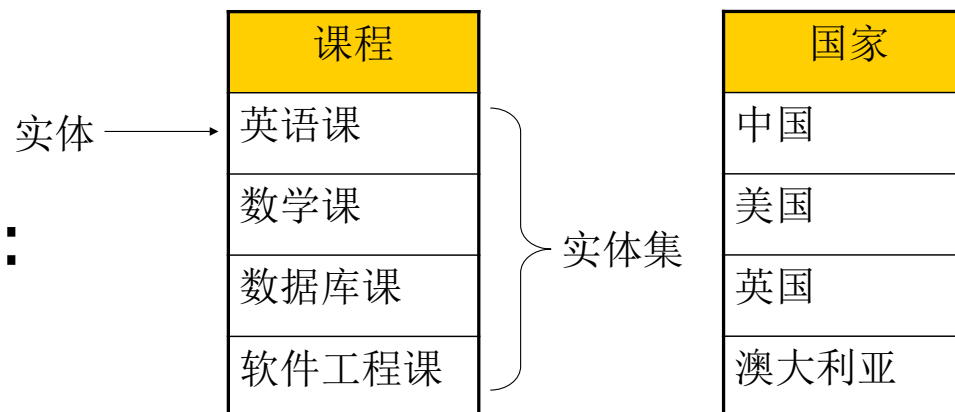 课程
国家
实体
英语课
中国
数学课
美国
:
实体集
数据库课
英国
软件工程课
澳大利亚